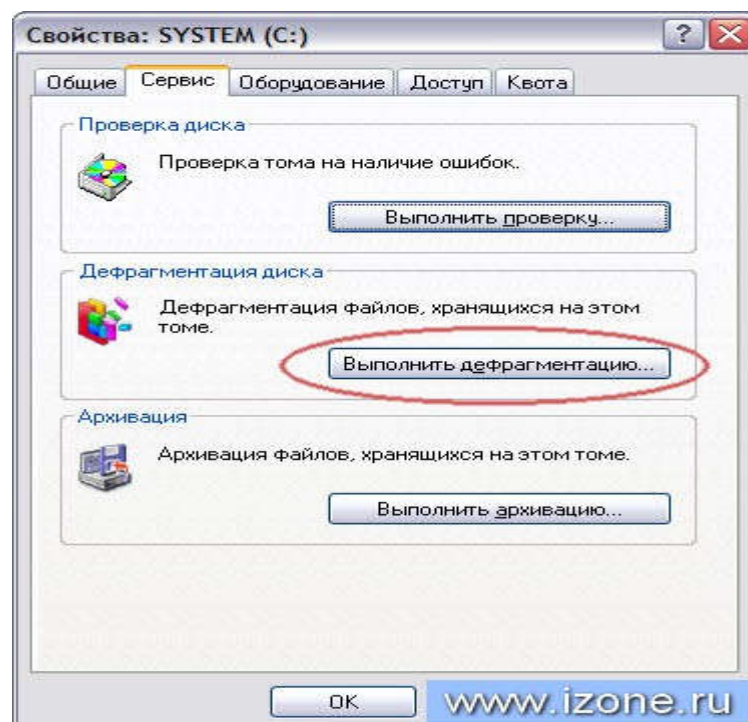 Свойства: SYSTEM (C:)
Общие Сервис Оборудование Доступ Квота
Проверка диска
Проверка тома на наличие ошибок.
Выполнить проверку...
Дефрагментация диска
Дефрагментация файлов, хранящихся на этом
томе.
Выполнить дефрагментацию...
Архивация
Архивация файлов, хранящихся на этом томе.
Выполнить архивацию...
ОК
www.izone.ru